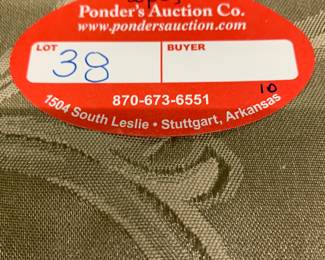 Ponder's Auction Co.
www.pondersauction.com
LOT
BUYER
38
870-673-6551
10
1504 South Leslie • Stuttgart, Arkansas